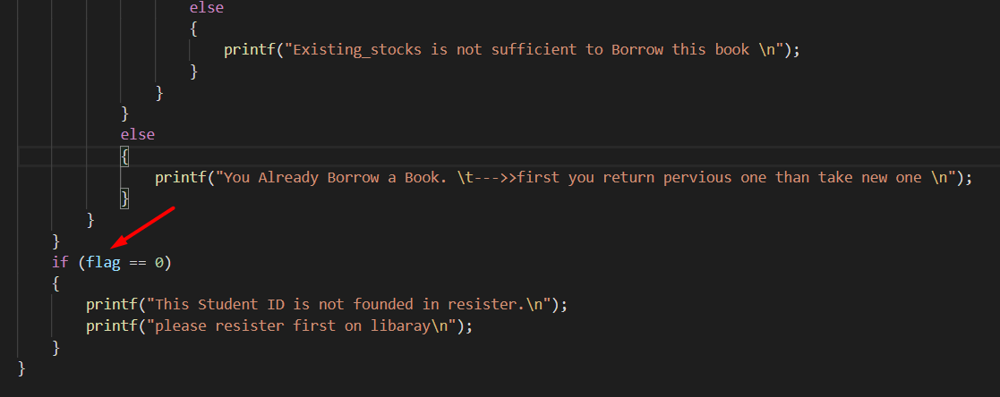 else
{
printf("Existing_stocks is not sufficient to Borrow this book \n");
}
}
}
else
{
printf("You Already Borrow a Book. \t--->>first you return pervious one than take new one \n");
}
}
}
if (flag == 0)
{
printf("This Student ID is not founded in resister.\n");
printf("please resister first on libaray\n");
}
}